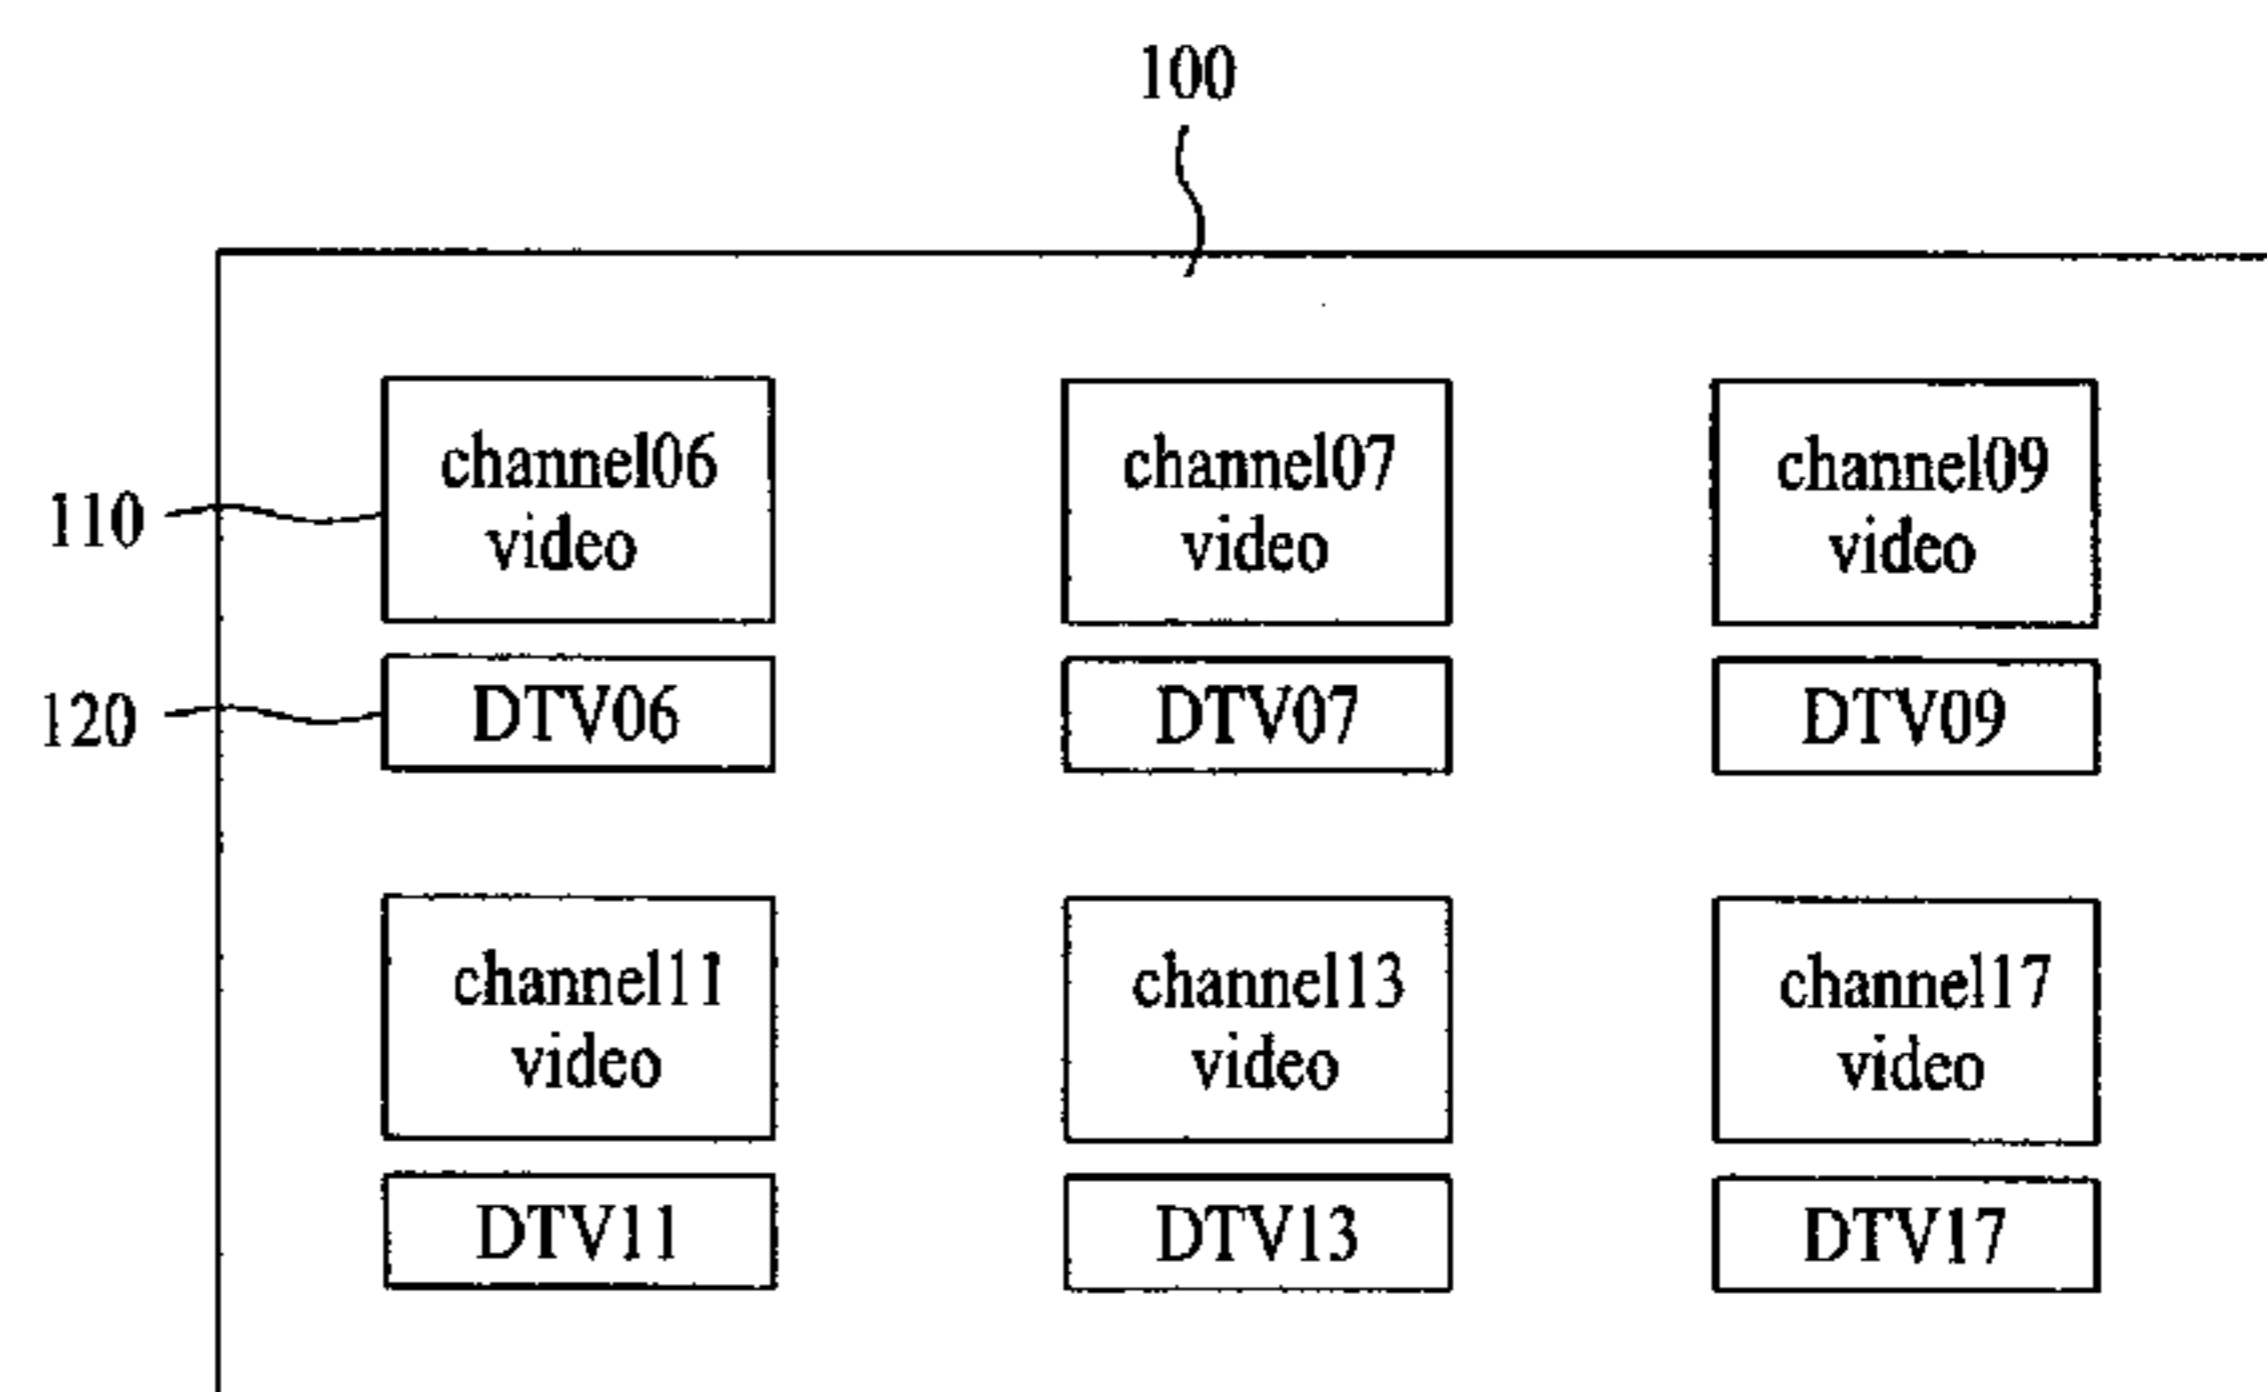 100
channel06 video
channel07 video
channel09 video
110
120
DTV06
DTV07
DTV09
channel11 video
channel13 video
channel17 video
DTV11
DTV13
DTV17